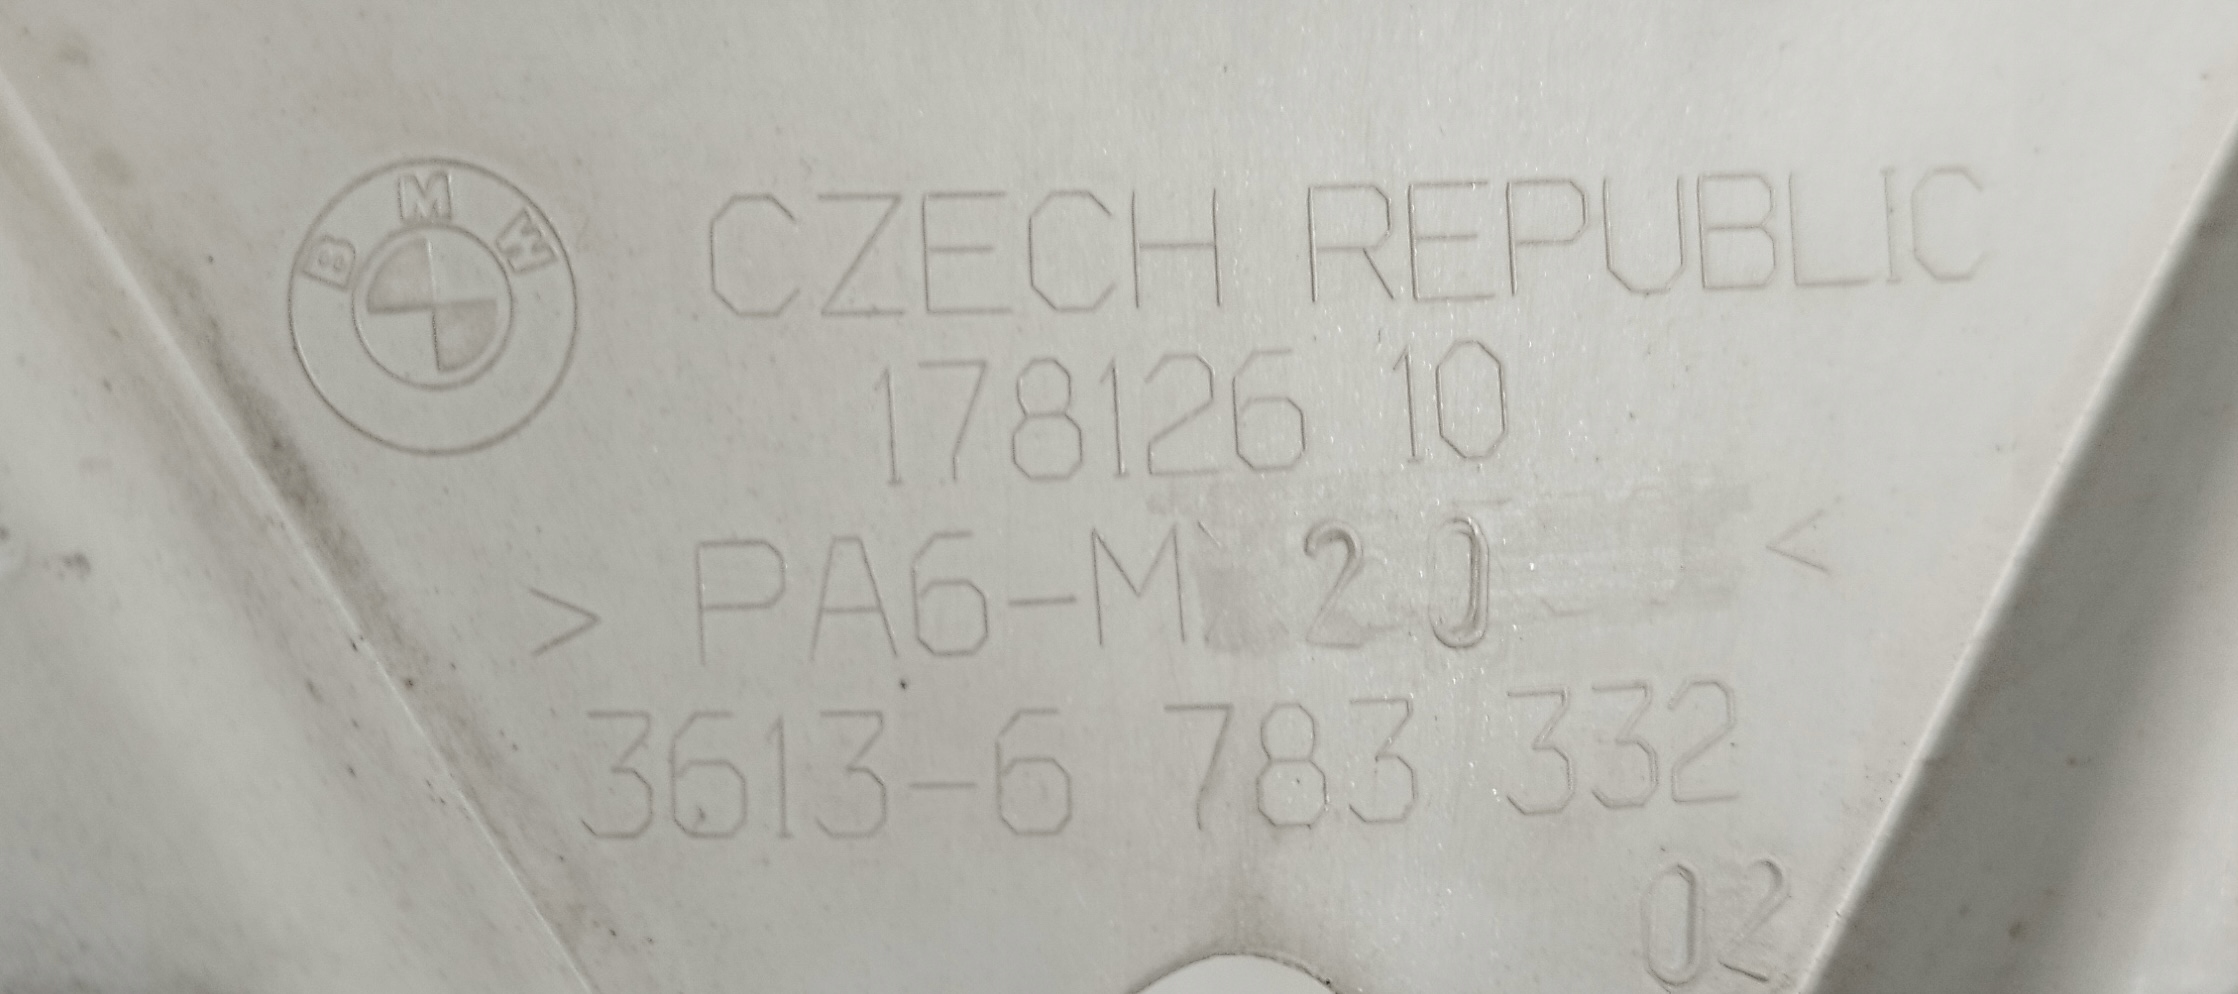 BMW CZECH REPUBLIC
178126 10
> PA6-M 20 <
3613-6 783 332
02